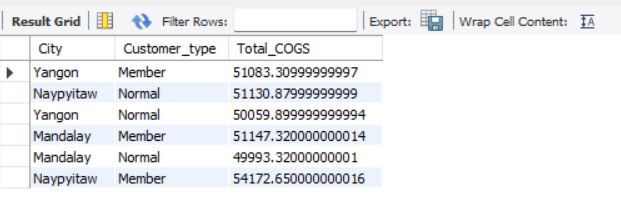 Result Grid Filter Rows: Export: Wrap Cell Content: IA
City Customer_type Total_COGS
Yangon Member 51083.30999999997
Naypyitaw Normal 51130.87999999999
Yangon Normal 50059.899999999994
Mandalay Member 51147.320000000014
Mandalay Normal 49993.32000000001
Naypyitaw Member 54172.650000000016